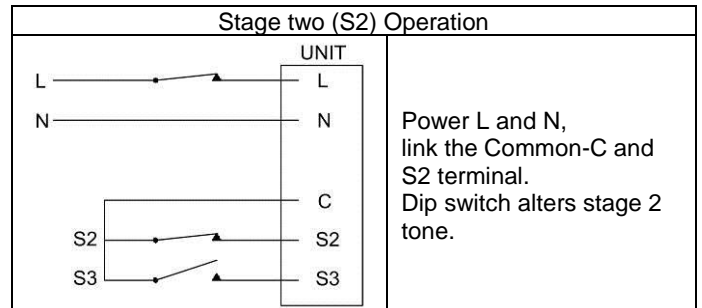 Stage two (S2) Operation
UNIT
L L
N N
C
S2 S2
S3 S3
Power L and N,
link the Common-C and
S2 terminal.
Dip switch alters stage 2
tone.